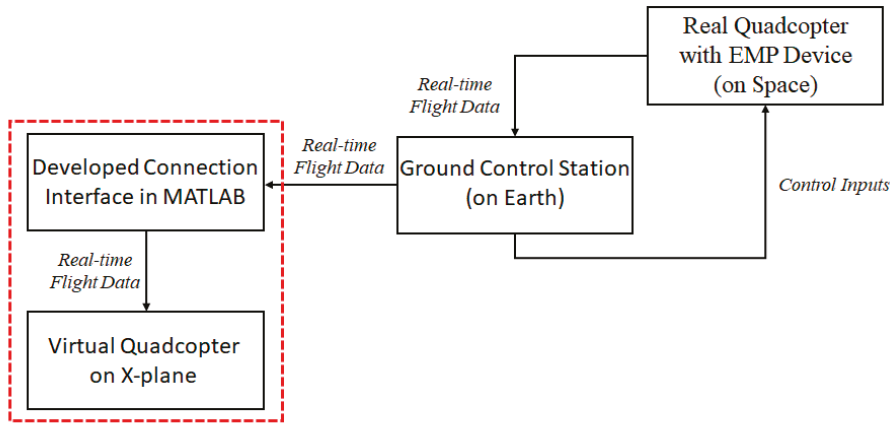 Real Quadcopter
with EMP Device
(on Space)
Real-time
Flight Data
Real-time
Flight Data
Developed Connection
Interface in MATLAB
Ground Control Station
(on Earth)
Control Inputs
Real-time
Flight Data
Virtual Quadcopter
on X-plane